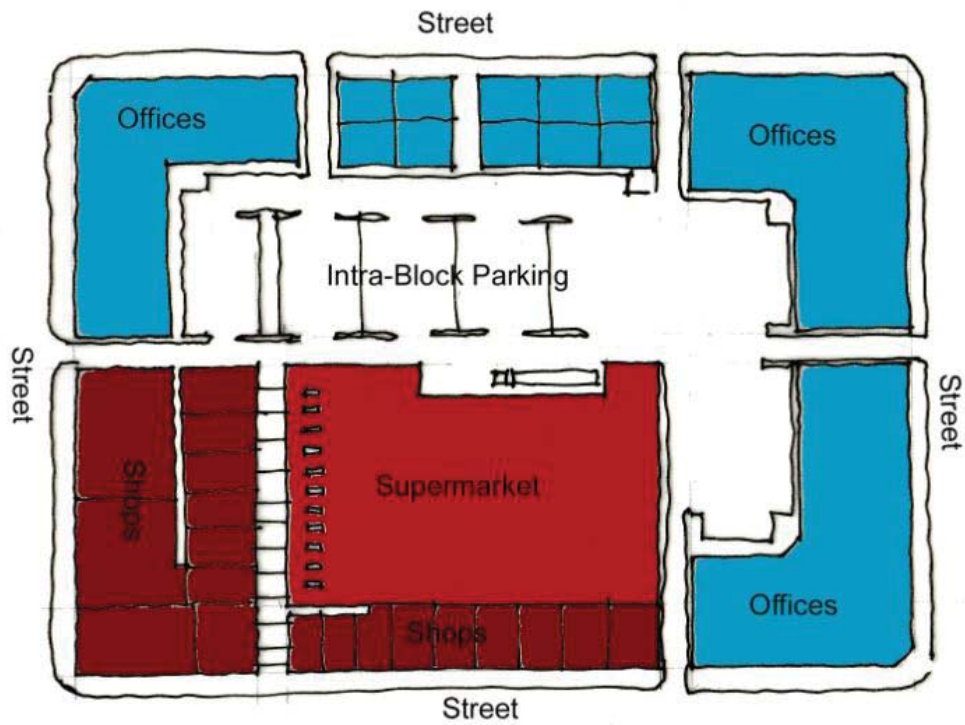 Street
Offices
Offices
Intra-Block Parking
Street
Street
Shops
Supermarket
Offices
Shops
Street